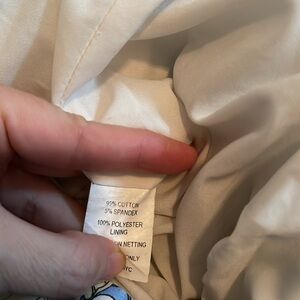 95% COTTON
5% SPANDEX
100% POLYESTER
LINING
NETTING
ONLY